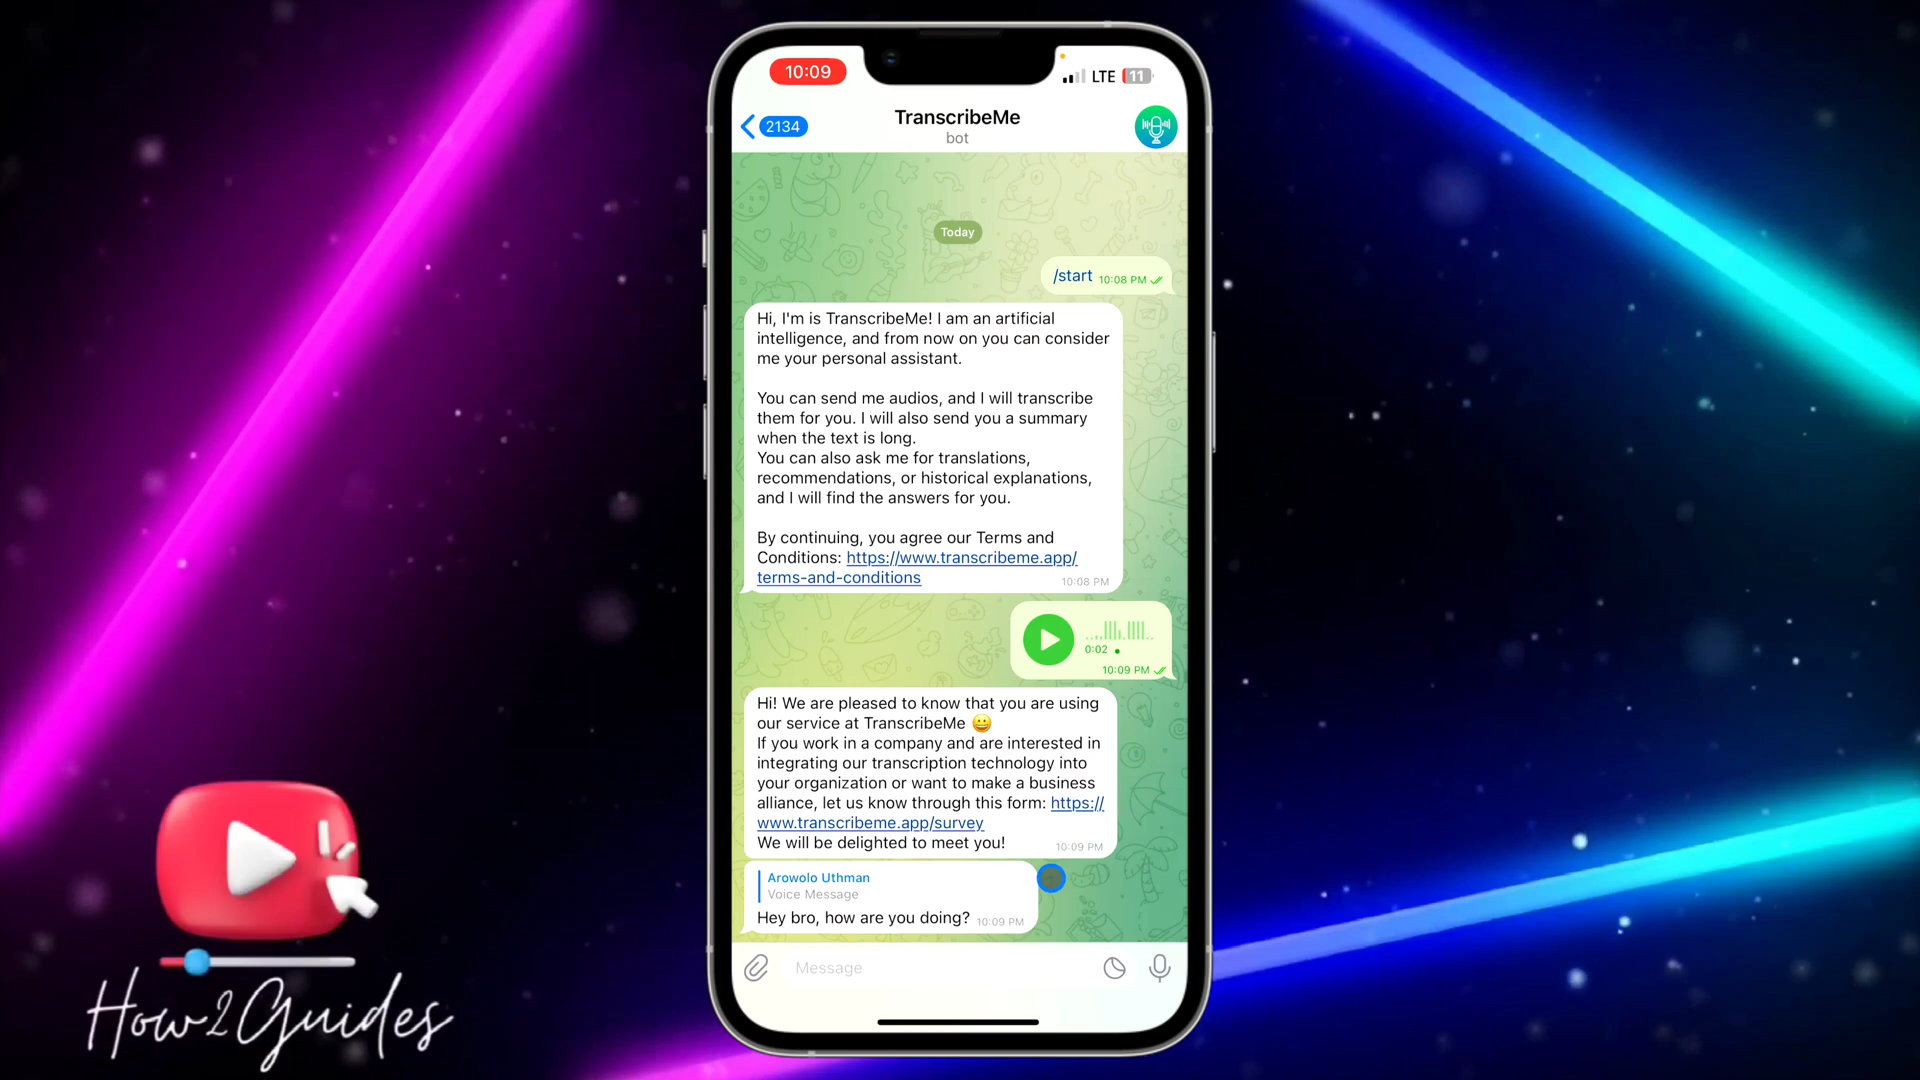 10:09
LTE 11
2134
TranscribeMe
bot
Today
/start 10:08 PM
Hi, I'm is TranscribeMe! I am an artificial
intelligence, and from now on you can consider
me your personal assistant.
You can send me audios, and I will transcribe
them for you. I will also send you a summary
when the text is long.
You can also ask me for translations,
recommendations, or historical explanations,
and I will find the answers for you.
By continuing, you agree our Terms and
Conditions: https://www.transcribeme.app/
terms-and-conditions 10:08 PM
0:02
10:09 PM
Hi! We are pleased to know that you are using
our service at TranscribeMe 😀
If you work in a company and are interested in
integrating our transcription technology into
your organization or want to make a business
alliance, let us know through this form: https://
www.transcribeme.app/survey
We will be delighted to meet you! 10:09 PM
Arowolo Uthman
Voice Message
Hey bro, how are you doing? 10:09 PM
Message
How2Guides